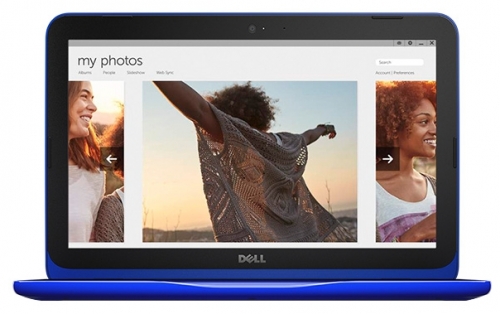 my photos
Search
Albums People Slideshow Web Sync
Account | Preferences
DELL